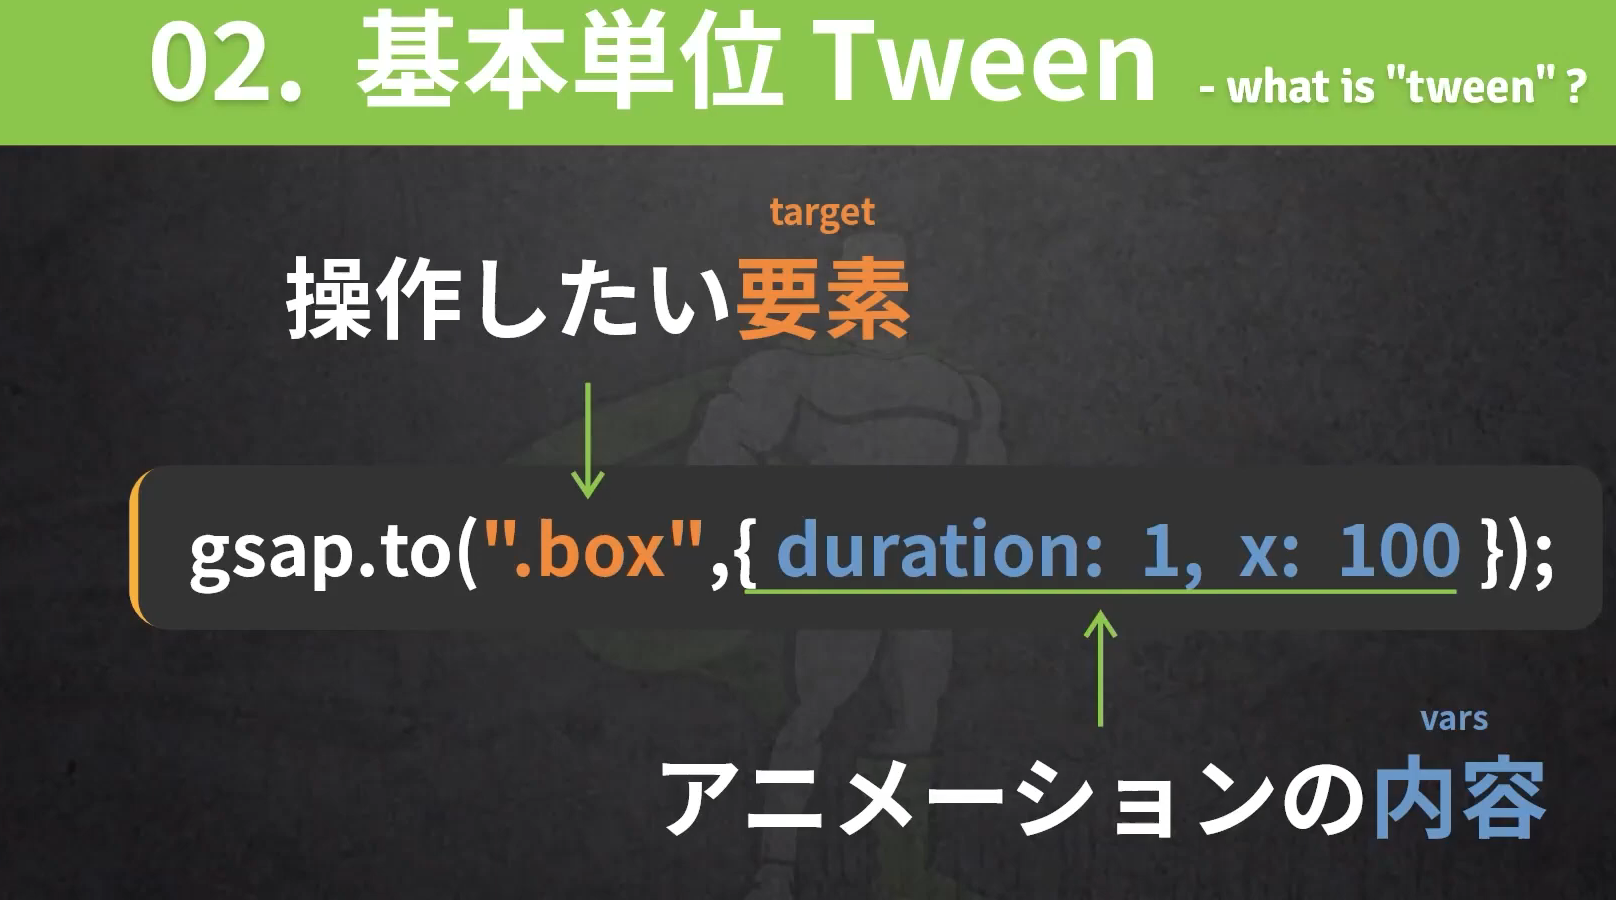 02. 基本単位 Tween - what is "tween" ?
target
操作したい要素
gsap.to(".box",{ duration: 1, x: 100 });
vars
アニメーションの内容